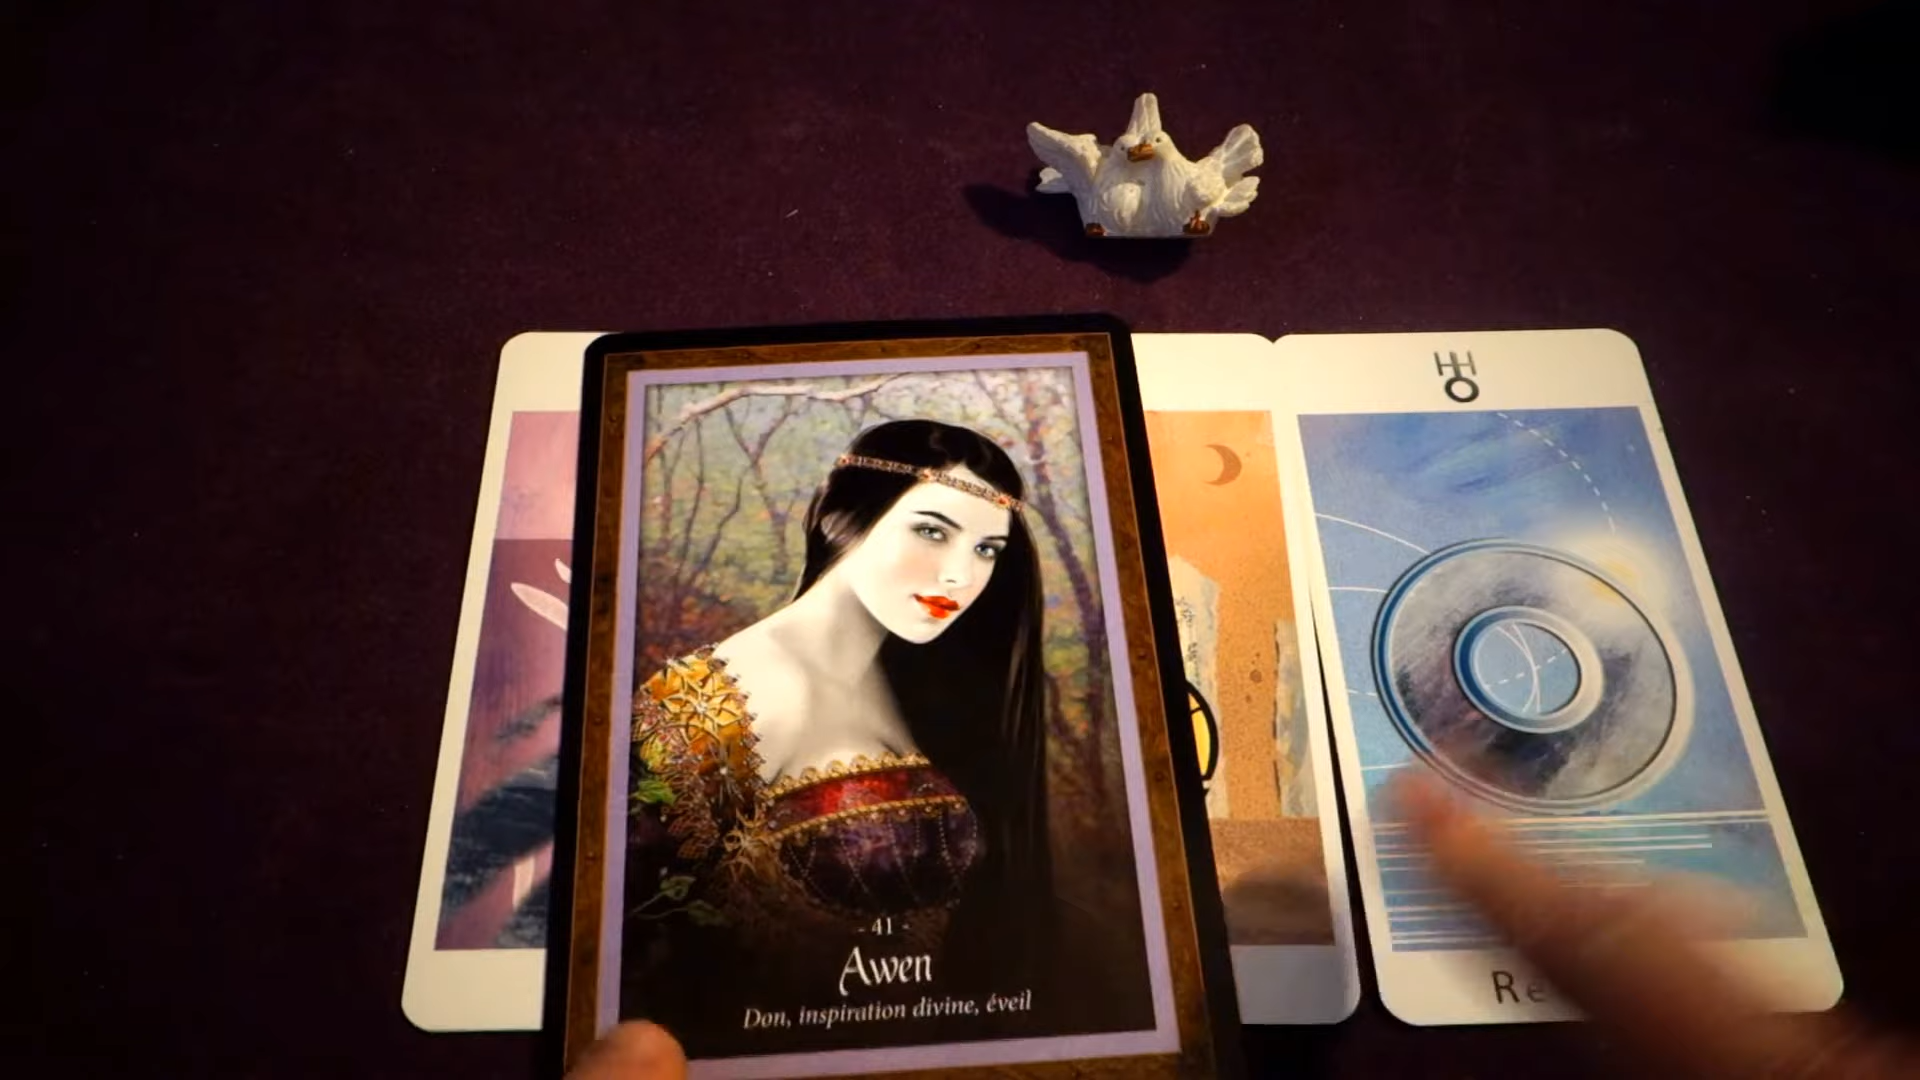 - 41 -
Awen
Don, inspiration divine, éveil